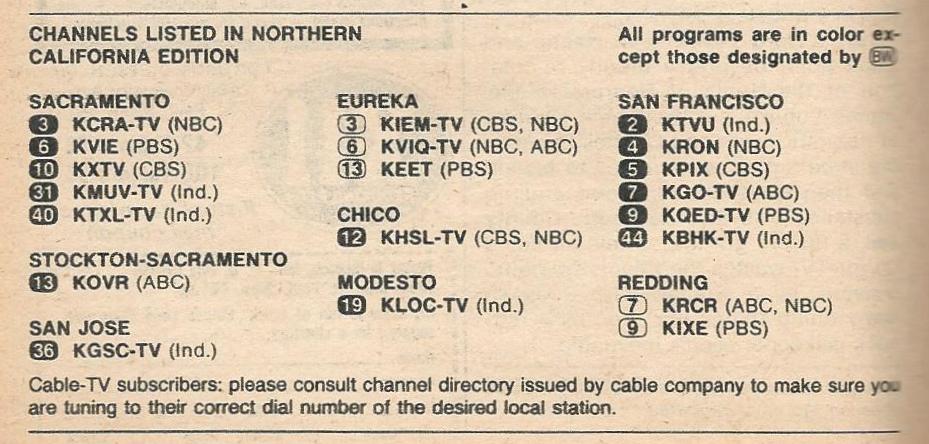 CHANNELS LISTED IN NORTHERN
CALIFORNIA EDITION
All programs are in color ex-
cept those designated by BW
SACRAMENTO
3 KCRA-TV (NBC)
6 KVIE (PBS)
10 KXTV (CBS)
31 KMUV-TV (Ind.)
40 KTXL-TV (Ind.)
STOCKTON-SACRAMENTO
13 KOVR (ABC)
SAN JOSE
36 KGSC-TV (Ind.)
EUREKA
3 KIEM-TV (CBS, NBC)
6 KVIQ-TV (NBC, ABC)
13 KEET (PBS)
CHICO
12 KHSL-TV (CBS, NBC)
MODESTO
19 KLOC-TV (Ind.)
SAN FRANCISCO
2 KTVU (Ind.)
4 KRON (NBC)
5 KPIX (CBS)
7 KGO-TV (ABC)
9 KQED-TV (PBS)
44 KBHK-TV (Ind.)
REDDING
7 KRCR (ABC, NBC)
9 KIXE (PBS)
Cable-TV subscribers: please consult channel directory issued by cable company to make sure you
are tuning to their correct dial number of the desired local station.